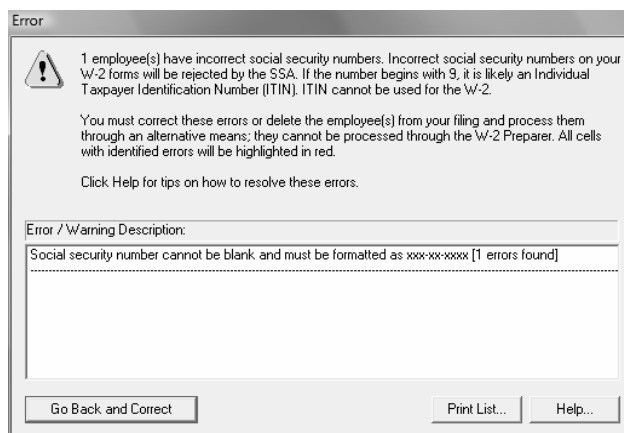 Error
1 employee(s) have incorrect social security numbers. Incorrect social security numbers on your
W-2 forms will be rejected by the SSA. If the number begins with 9, it is likely an Individual
Taxpayer Identification Number (ITIN). ITIN cannot be used for the W-2.
You must correct these errors or delete the employee(s) from your filing and process them
through an alternative means; they cannot be processed through the W-2 Preparer. All cells
with identified errors will be highlighted in red.
Click Help for tips on how to resolve these errors.
Error / Warning Description:
Social security number cannot be blank and must be formatted as xxx-xx-xxxx [1 errors found]
Go Back and Correct
Print List...
Help...